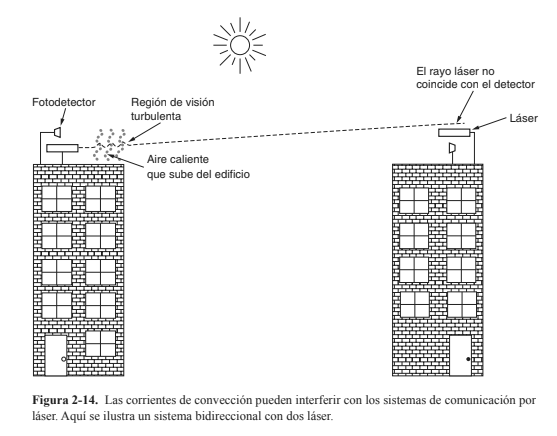 El rayo láser no
coincide con el detector
Fotodetector
Región de visión
turbulenta
Láser
Aire caliente
que sube del edificio
Figura 2-14. Las corrientes de convección pueden interferir con los sistemas de comunicación por
láser. Aquí se ilustra un sistema bidireccional con dos láser.